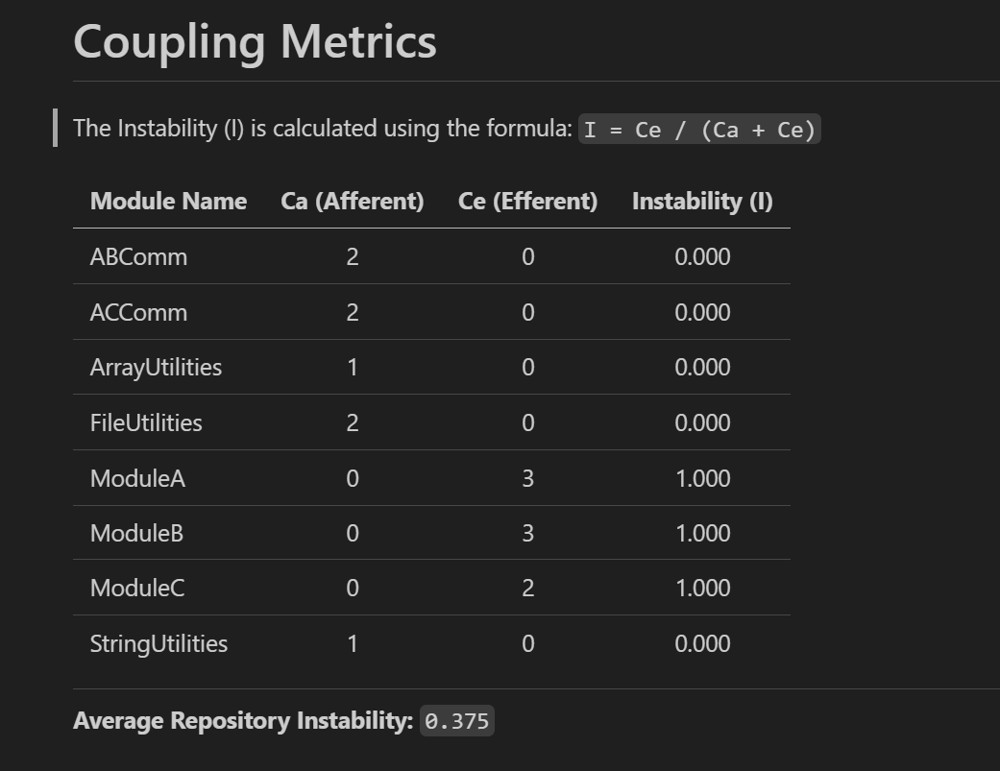 Coupling Metrics
The Instability (I) is calculated using the formula: I = Ce / (Ca + Ce)
Module Name Ca (Afferent) Ce (Efferent) Instability (I)
ABComm 2 0 0.000
ACComm 2 0 0.000
ArrayUtilities 1 0 0.000
FileUtilities 2 0 0.000
ModuleA 0 3 1.000
ModuleB 0 3 1.000
ModuleC 0 2 1.000
StringUtilities 1 0 0.000
Average Repository Instability: 0.375